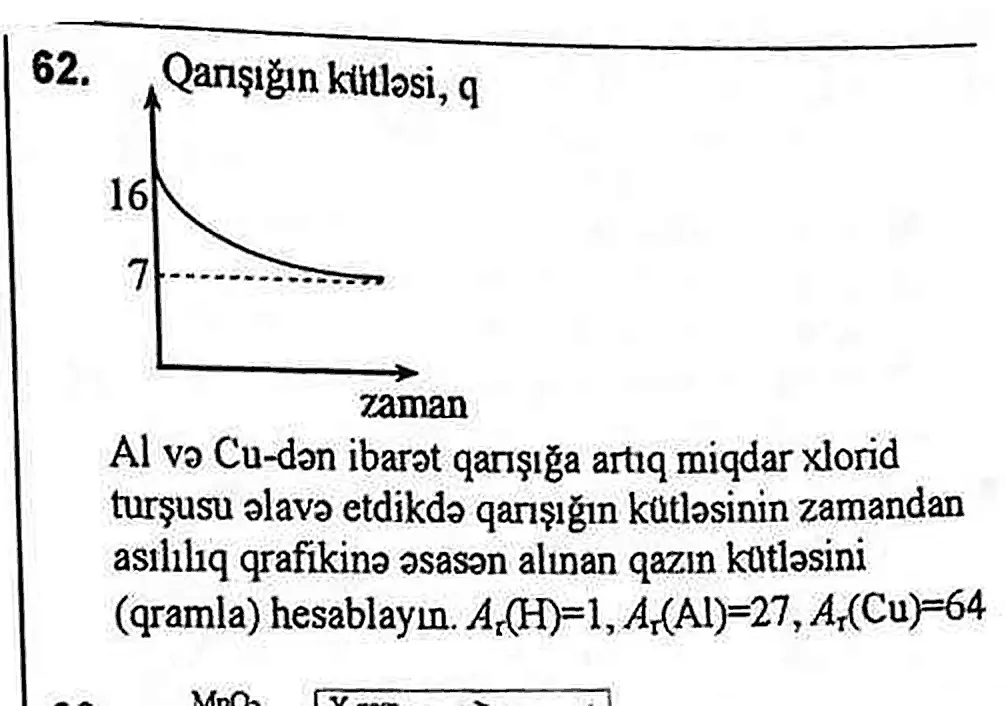 62.
Qarışığın kütləsi, q
16
7
zaman
Al və Cu-dən ibarət qarışığa artıq miqdar xlorid
turşusu əlavə etdikdə qarışığın kütləsinin zamandan
asılılıq qrafikinə əsasən alınan qazın kütləsini
(qramla) hesablayın. Aᵣ(H)=1, Aᵣ(Al)=27, Aᵣ(Cu)=64